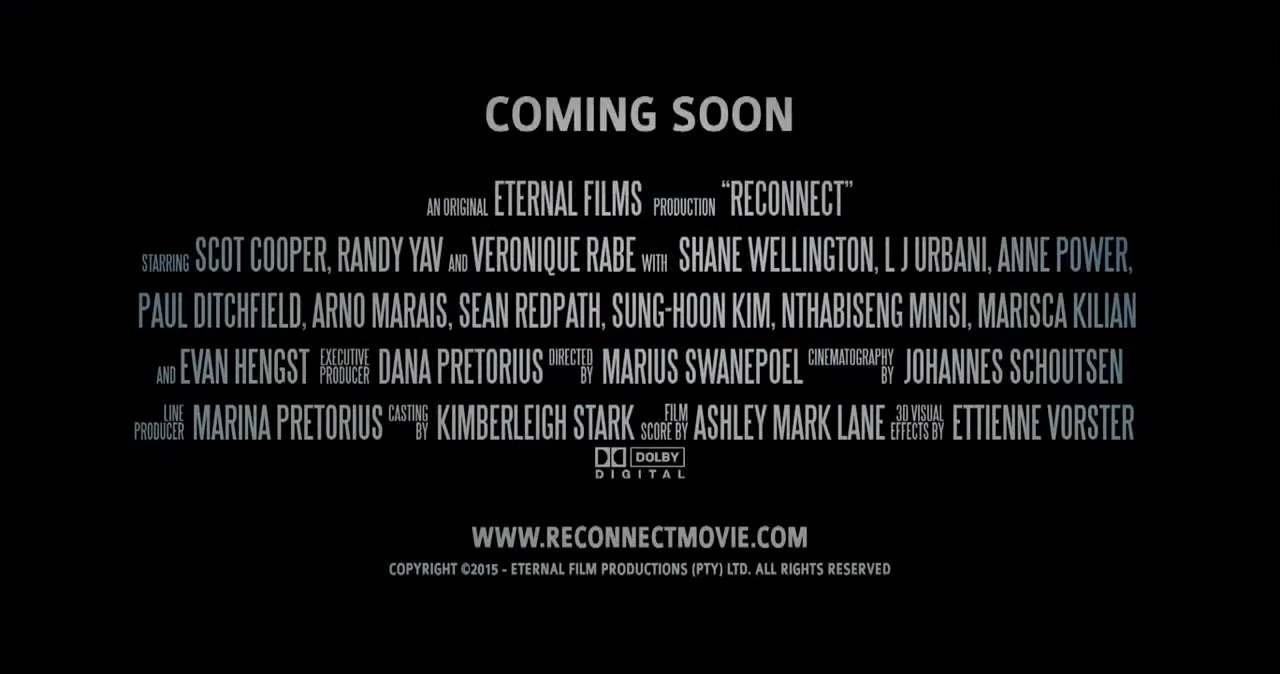 COMING SOON
AN ORIGINAL ETERNAL FILMS PRODUCTION “RECONNECT”
STARRING SCOT COOPER, RANDY YAV AND VERONIQUE RABE WITH SHANE WELLINGTON, L J URBANI, ANNE POWER,
PAUL DITCHFIELD, ARNO MARAIS, SEAN REDPATH, SUNG-HOON KIM, NTHABISENG MNISI, MARISCA KILIAN
AND EVAN HENGST EXECUTIVE PRODUCER DANA PRETORIUS DIRECTED BY MARIUS SWANEPOEL CINEMATOGRAPHY BY JOHANNES SCHOUTSEN
LINE PRODUCER MARINA PRETORIUS CASTING BY KIMBERLEIGH STARK FILM SCORE BY ASHLEY MARK LANE 3D VISUAL EFFECTS BY ETTIENNE VORSTER
DOLBY
DIGITAL
WWW.RECONNECTMOVIE.COM
COPYRIGHT ©2015 - ETERNAL FILM PRODUCTIONS (PTY) LTD. ALL RIGHTS RESERVED